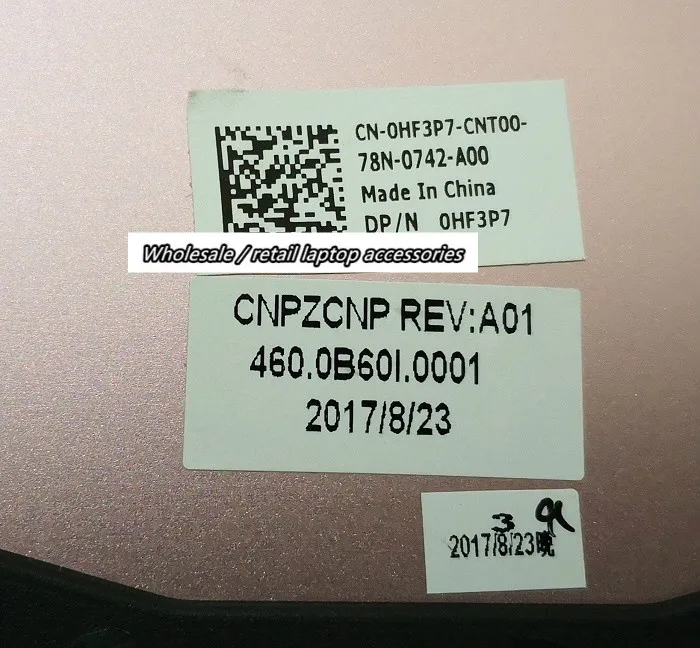 CN-0HF3P7-CNT00-
78N-0742-A00
Made In China
DP/N 0HF3P7
Wholesale / retail laptop accessories
CNPZCNP REV:A01
460.0B60I.0001
2017/8/23
3
2017/8/23晚